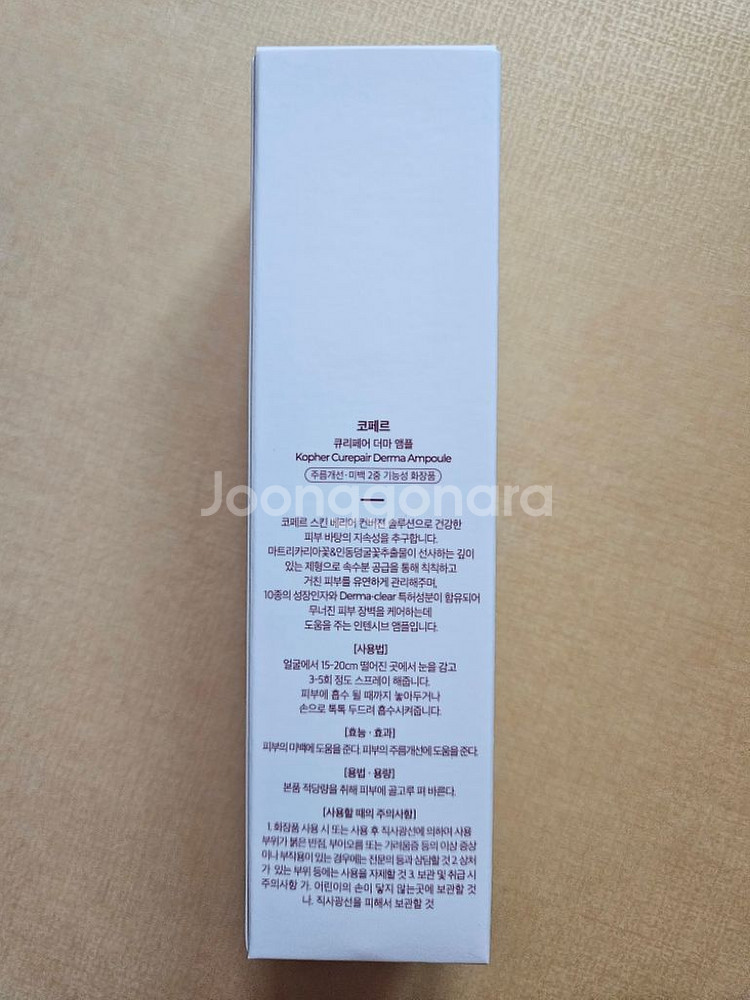 코페르
큐리페어 더마 앰플
Kopher Curepair Derma Ampoule
주름개선·미백 2중 기능성 화장품
Joonggonara
코페르 스킨 베리어 컨버전 솔루션으로 건강한
피부 바탕의 지속성을 추구합니다.
마트리카리아꽃&인동덩굴꽃추출물이 선사하는 깊이
있는 제형으로 속수분 공급을 통해 칙칙하고
거친 피부를 유연하게 관리해주며,
10종의 성장인자와 Derma-clear 특허성분이 함유되어
무너진 피부 장벽을 케어하는데
도움을 주는 인텐시브 앰플입니다.
[사용법]
얼굴에서 15-20cm 떨어진 곳에서 눈을 감고
3-5회 정도 스프레이 해줍니다.
피부에 흡수 될 때까지 놓아두거나
손으로 톡톡 두드려 흡수시켜줍니다.
[효능·효과]
피부의 미백에 도움을 준다. 피부의 주름개선에 도움을 준다.
[용법·용량]
본품 적당량을 취해 피부에 골고루 펴 바른다.
[사용할 때의 주의사항]
1. 화장품 사용 시 또는 사용 후 직사광선에 의하여 사용
부위가 붉은 반점, 부어오름 또는 가려움증 등의 이상 증상
이나 부작용이 있는 경우에는 전문의 등과 상담할 것 2. 상처
가 있는 부위 등에는 사용을 자제할 것 3. 보관 및 취급 시
주의사항 가. 어린이의 손이 닿지 않는곳에 보관할 것
나. 직사광선을 피해서 보관할 것